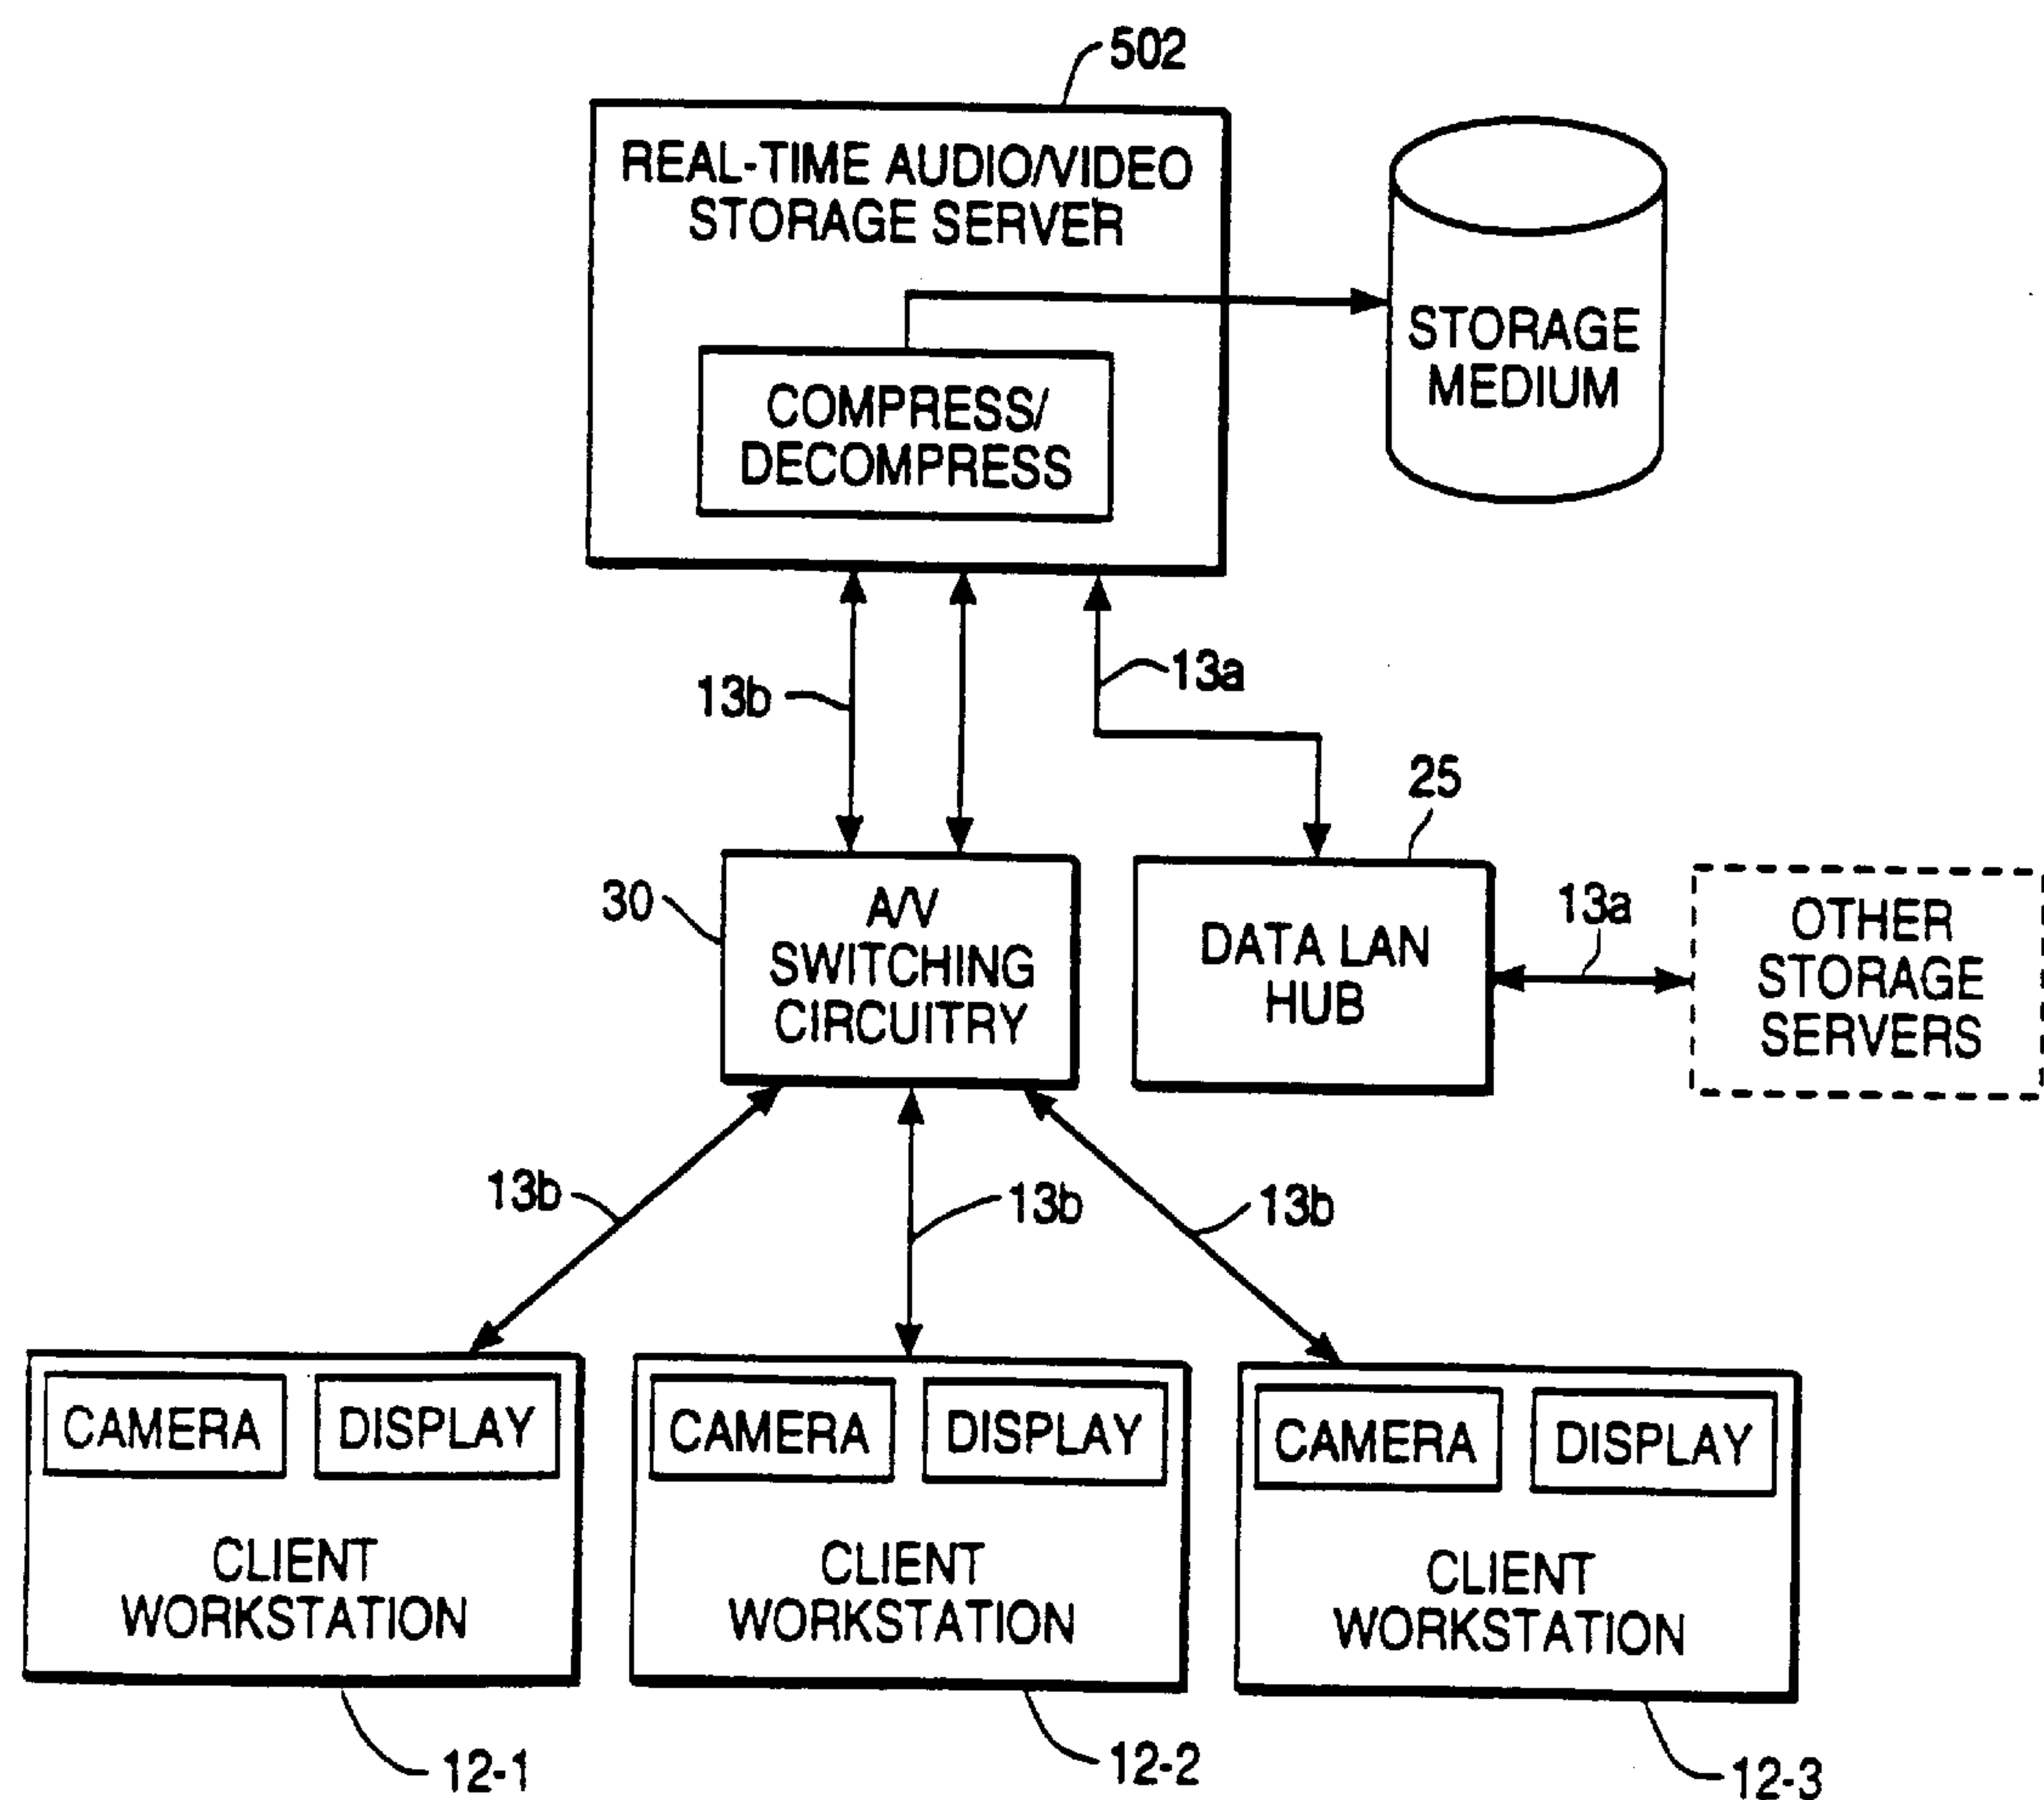 502
REAL-TIME AUDIO/VIDEO
STORAGE SERVER
COMPRESS/
DECOMPRESS
STORAGE
MEDIUM
13b
13a
25
30
A/V
SWITCHING
CIRCUITRY
DATA LAN
HUB
13a
OTHER
STORAGE
SERVERS
13b
13b
13b
CAMERA
DISPLAY
CLIENT
WORKSTATION
CAMERA
DISPLAY
CLIENT
WORKSTATION
CAMERA
DISPLAY
CLIENT
WORKSTATION
12-1
12-2
12-3